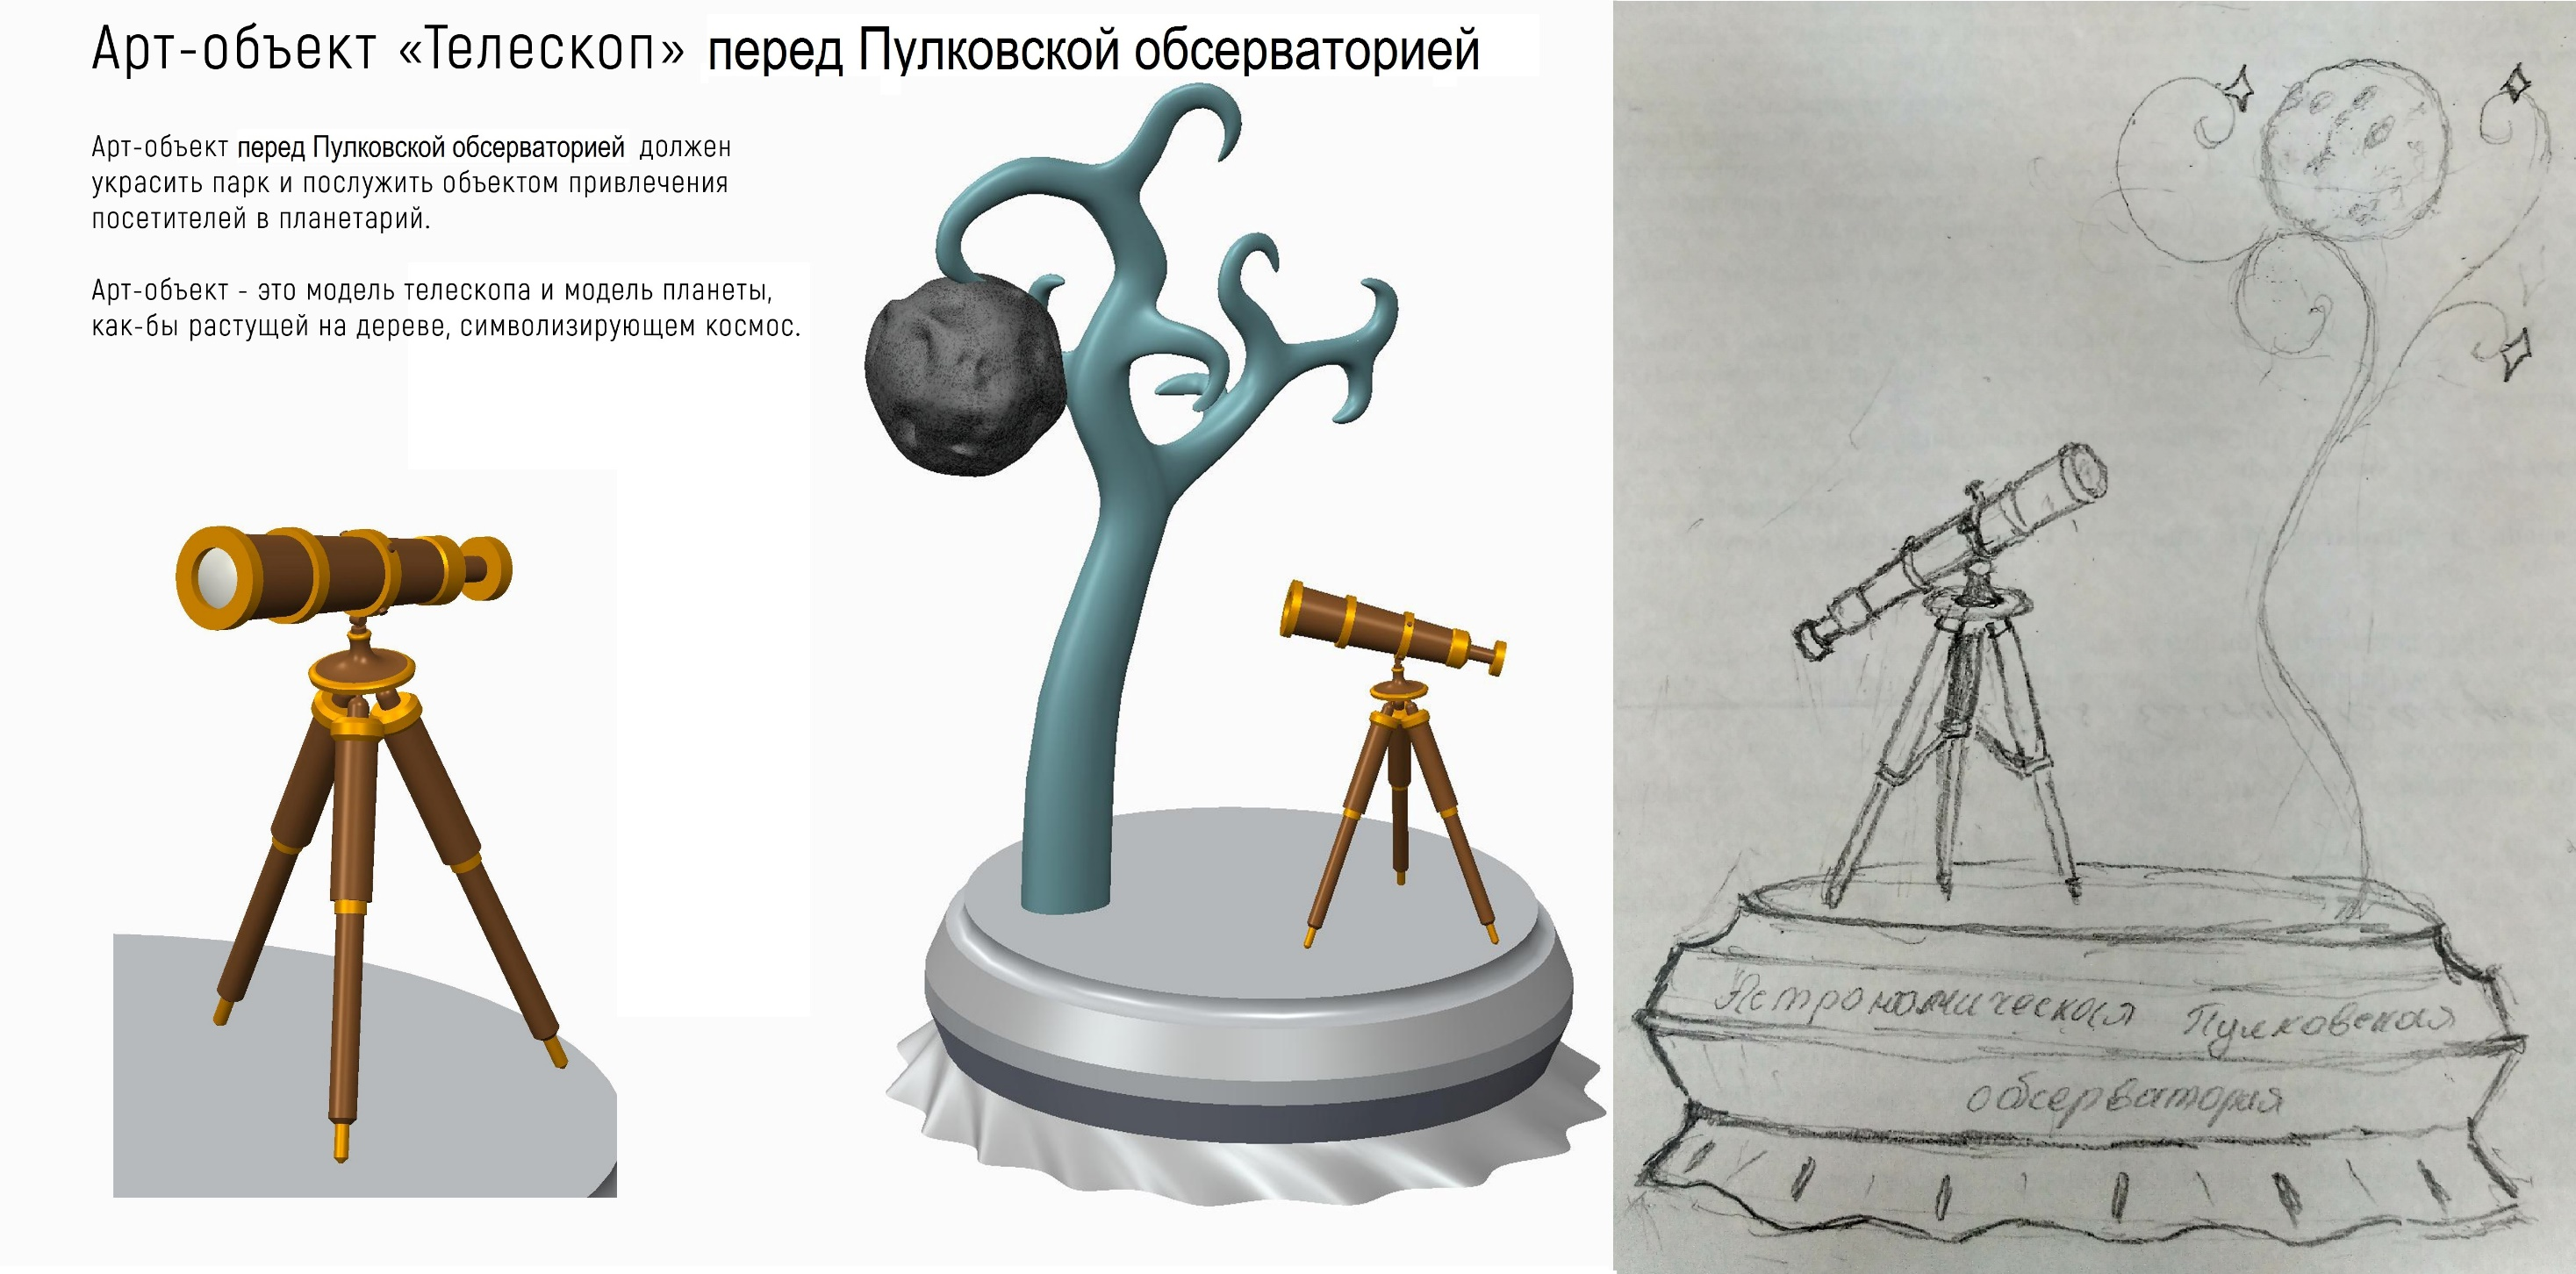 Арт-объект «Телескоп» перед Пулковской обсерваторией
Арт-объект перед Пулковской обсерваторией должен
украсить парк и послужить объектом привлечения
посетителей в планетарий.
Арт-объект - это модель телескопа и модель планеты,
как-бы растущей на дереве, символизирующем космос.
Астрономическая Пулковская
обсерватория